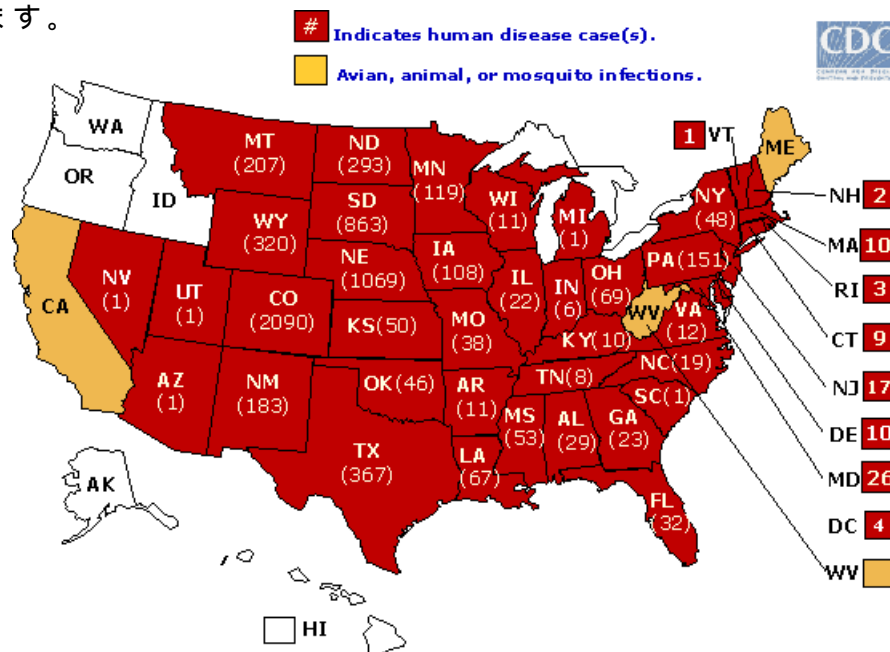 ます。
# Indicates human disease case(s).
Avian, animal, or mosquito infections.
CDC
WA
OR
ID
MT
(207)
ND
(293)
MN
(119)
WI
(11)
MI
(1)
NY
(48)
1 VT
ME
NH 2
MA 10
RI 3
CT 9
NJ 17
DE 10
MD 26
DC 4
WV
SD
(863)
WY
(320)
NE
(1069)
IA
(108)
IL
(22)
IN
(6)
OH
(69)
PA(151)
WV
VA
(12)
CA
NV
(1)
UT
(1)
CO
(2090)
KS(50)
MO
(38)
KY(10)
NC(19)
TN(8)
SC(1)
AZ
(1)
NM
(183)
OK(46)
AR
(11)
MS
(53)
AL
(29)
GA
(23)
TX
(367)
LA
(67)
FL
(32)
AK
HI